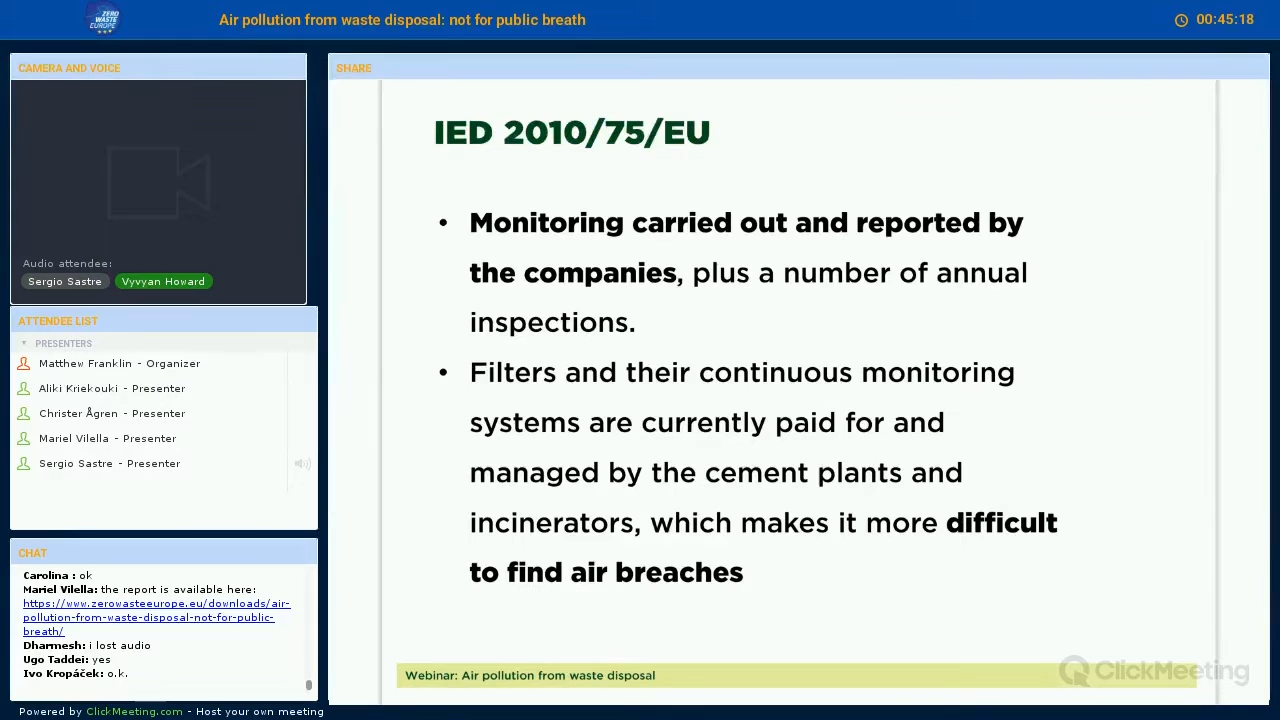 ZERO
WASTE
EUROPE
Air pollution from waste disposal: not for public breath
00:45:18
CAMERA AND VOICE
Audio attendee:
Sergio Sastre
Vyvyan Howard
ATTENDEE LIST
PRESENTERS
Matthew Franklin - Organizer
Aliki Kriekouki - Presenter
Christer Ågren - Presenter
Mariel Vilella - Presenter
Sergio Sastre - Presenter
CHAT
Carolina : ok
Mariel Vilella: the report is available here:
https://www.zerowasteeurope.eu/downloads/air-
pollution-from-waste-disposal-not-for-public-
breath/
Dharmesh: i lost audio
Ugo Taddei: yes
Ivo Kropáček: o.k.
Powered by ClickMeeting.com - Host your own meeting
SHARE
IED 2010/75/EU
• Monitoring carried out and reported by
the companies, plus a number of annual
inspections.
• Filters and their continuous monitoring
systems are currently paid for and
managed by the cement plants and
incinerators, which makes it more difficult
to find air breaches
Webinar: Air pollution from waste disposal
ClickMeeting